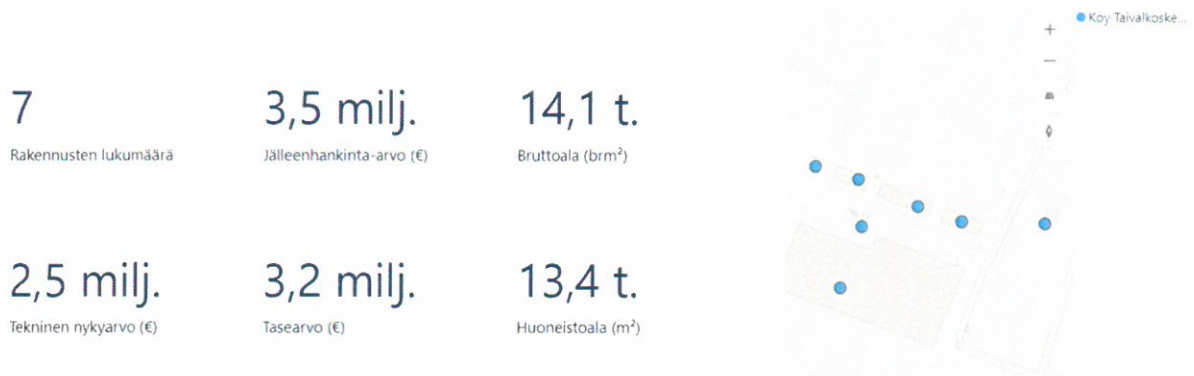 7
Rakennusten lukumäärä
3,5 milj.
Jälleenhankinta-arvo (€)
14,1 t.
Bruttoala (brm²)
2,5 milj.
Tekninen nykyarvo (€)
3,2 milj.
Tasearvo (€)
13,4 t.
Huoneistoala (m²)
Koy Taivalkoske...